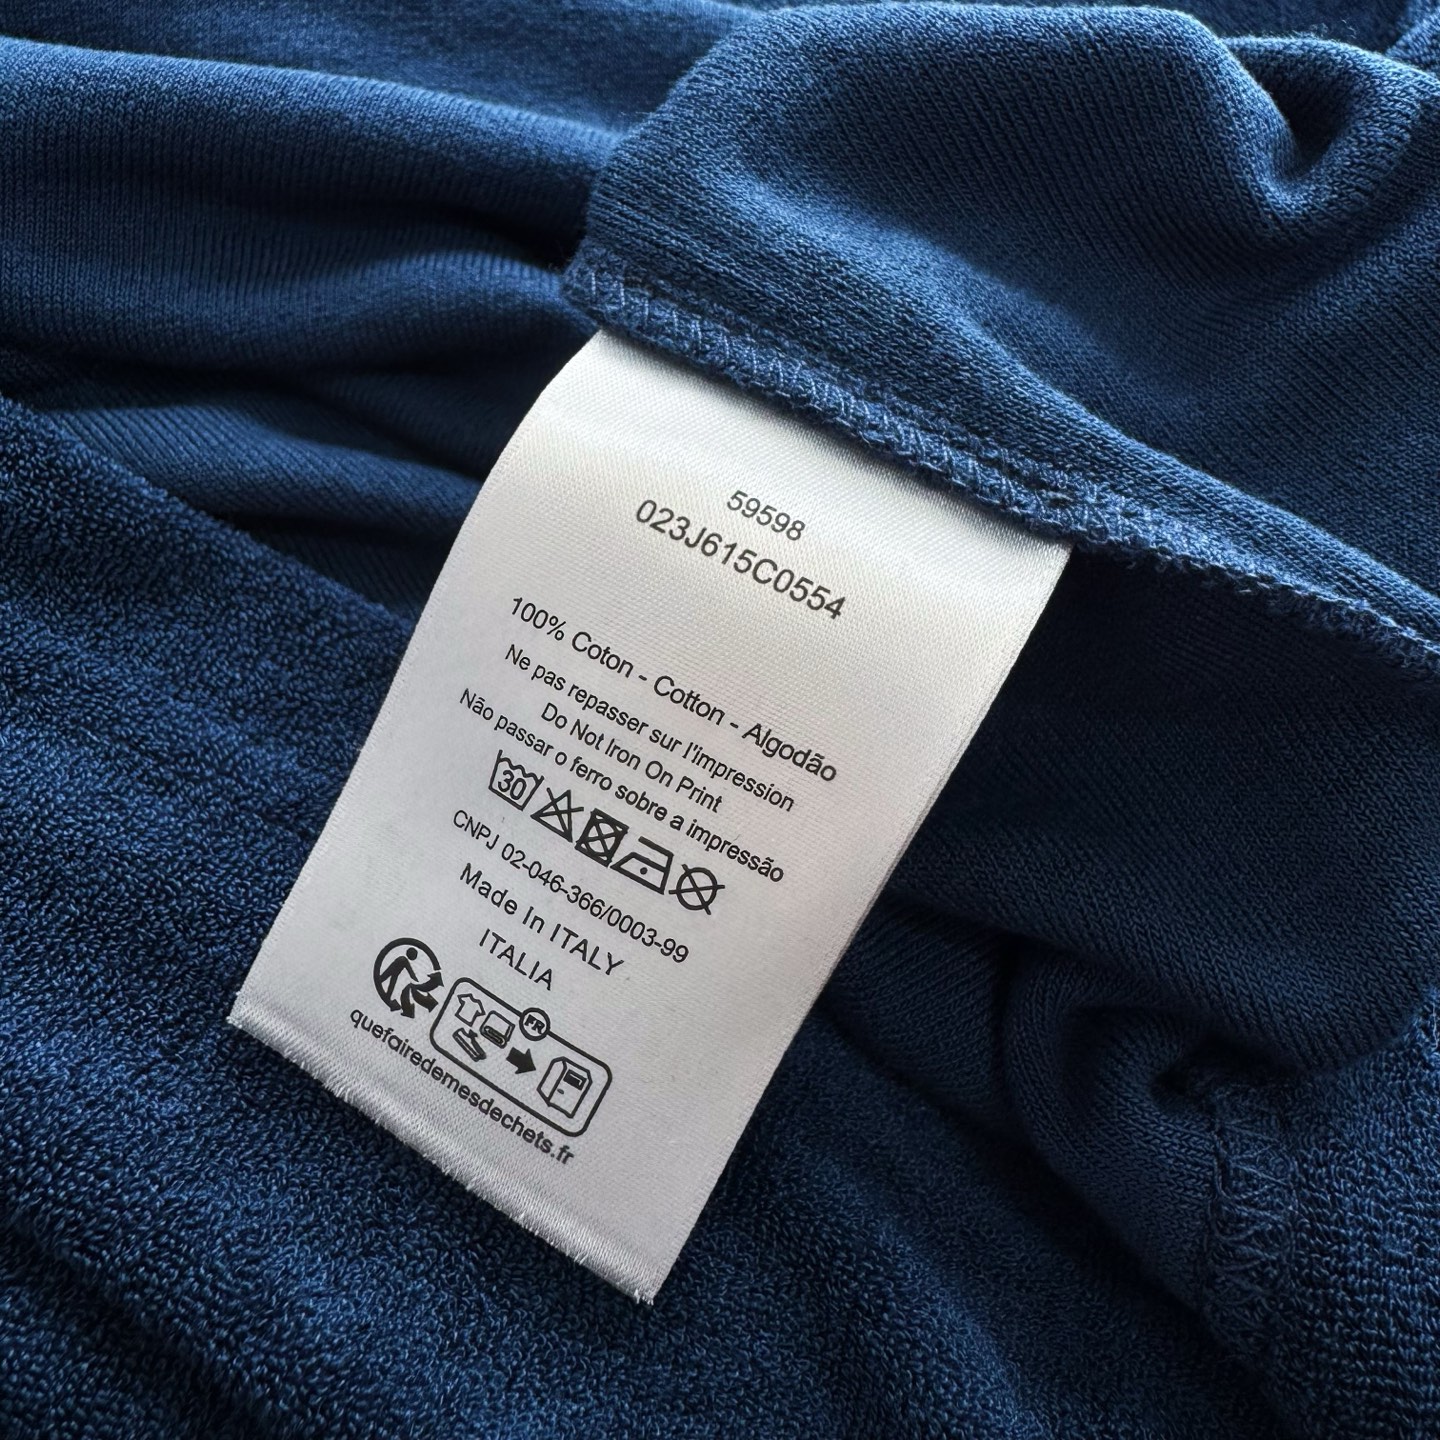 59598
023J615C0554
100% Coton - Cotton - Algodão
Ne pas repasser sur l'impression
Do Not Iron On Print
Não passar o ferro sobre a impressão
30
CNPJ 02-046-366/0003-99
Made In ITALY
ITALIA
FR
quefairedemesdechets.fr